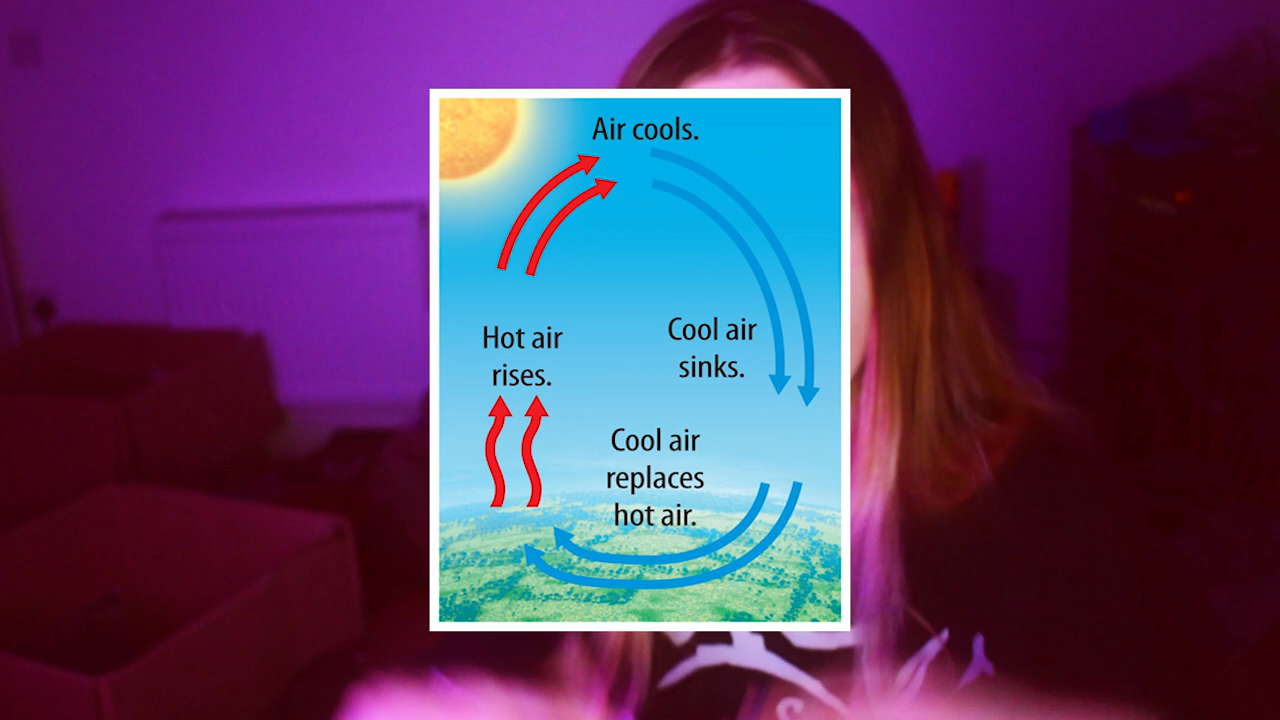 Air cools.
Hot air
rises.
Cool air
sinks.
Cool air
replaces
hot air.